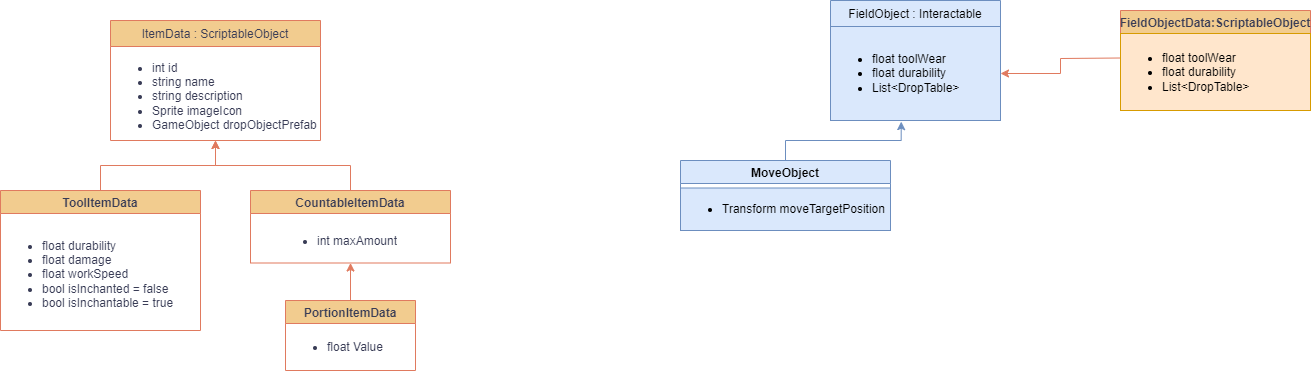 ItemData : ScriptableObject
int id
string name
string description
Sprite imageIcon
GameObject dropObjectPrefab
ToolItemData
float durability
float damage
float workSpeed
bool isInchanted = false
bool isInchantable = true
CountableItemData
int maxAmount
PortionItemData
float Value
FieldObject : Interactable
float toolWear
float durability
List<DropTable>
MoveObject
Transform moveTargetPosition
FieldObjectData:ScriptableObject
float toolWear
float durability
List<DropTable>